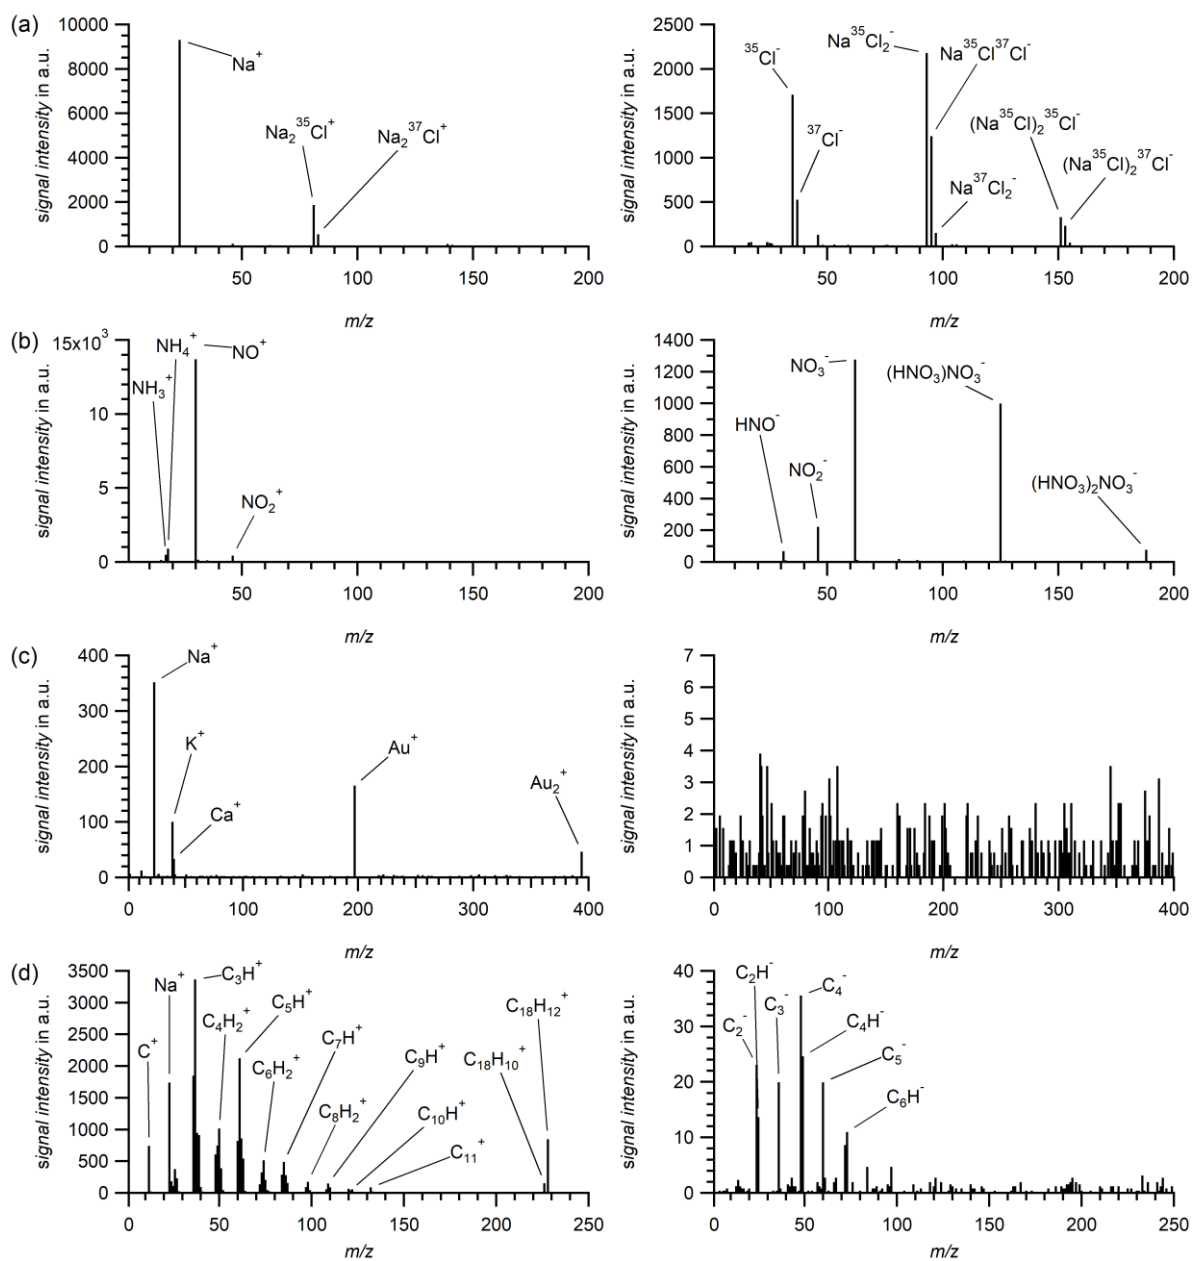 (a)
signal intensity in a.u.
10000
8000
6000
4000
2000
0
50
100
150
200
m/z
Na⁺
Na₂³⁵Cl⁺
Na₂³⁷Cl⁺
signal intensity in a.u.
2500
2000
1500
1000
500
0
50
100
150
200
m/z
³⁵Cl⁻
³⁷Cl⁻
Na³⁵Cl₂⁻
Na³⁵Cl³⁷Cl⁻
Na³⁷Cl₂⁻
(Na³⁵Cl)₂³⁵Cl⁻
(Na³⁵Cl)₂³⁷Cl⁻
(b)
signal intensity in a.u.
15x10³
10
5
0
50
100
150
200
m/z
NH₃⁺
NH₄⁺
NO⁺
NO₂⁺
signal intensity in a.u.
1400
1200
1000
800
600
400
200
0
50
100
150
200
m/z
HNO⁻
NO₂⁻
NO₃⁻
(HNO₃)NO₃⁻
(HNO₃)₂NO₃⁻
(c)
signal intensity in a.u.
400
300
200
100
0
0
100
200
300
400
m/z
Na⁺
K⁺
Ca⁺
Au⁺
Au₂⁺
signal intensity in a.u.
7
6
5
4
3
2
1
0
0
100
200
300
400
m/z
(d)
signal intensity in a.u.
3500
3000
2500
2000
1500
1000
500
0
0
50
100
150
200
250
m/z
C⁺
Na⁺
C₃H⁺
C₄H₂⁺
C₅H⁺
C₆H₂⁺
C₇H⁺
C₈H₂⁺
C₉H⁺
C₁₀H⁺
C₁₁⁺
C₁₈H₁₀⁺
C₁₈H₁₂⁺
signal intensity in a.u.
40
30
20
10
0
0
50
100
150
200
250
m/z
C₂⁻
C₂H⁻
C₃⁻
C₄⁻
C₄H⁻
C₅⁻
C₆H⁻